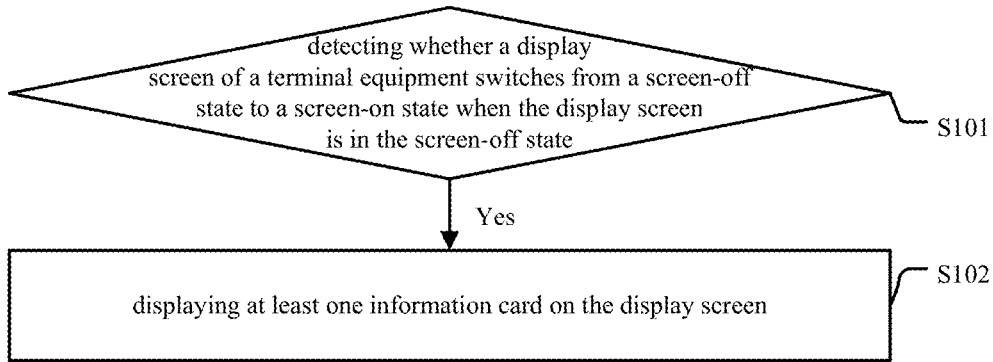 detecting whether a display
screen of a terminal equipment switches from a screen-off
state to a screen-on state when the display screen
is in the screen-off state
S101
Yes
S102
displaying at least one information card on the display screen